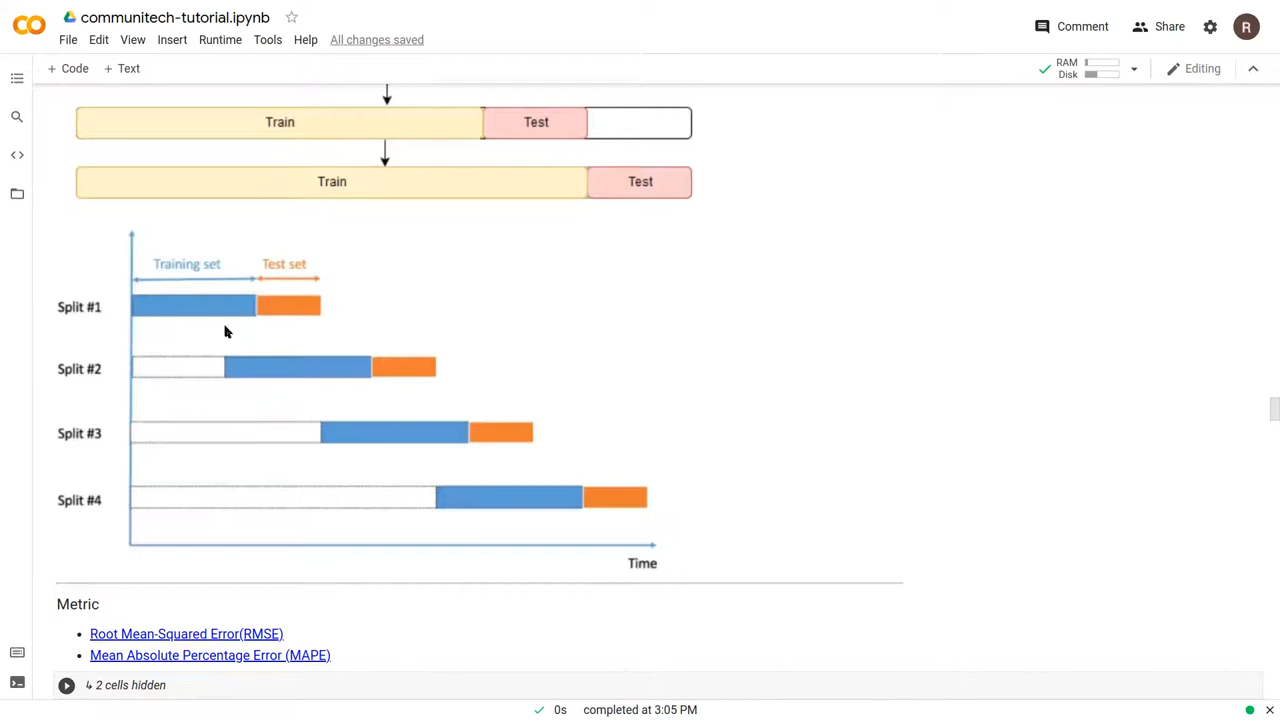 communitech-tutorial.ipynb
Comment
Share
R
File Edit View Insert Runtime Tools Help All changes saved
+ Code + Text
RAM
Disk
Editing
Train Test
Train Test
Training set Test set
Split #1
Split #2
Split #3
Split #4
Time
Metric
Root Mean-Squared Error(RMSE)
Mean Absolute Percentage Error (MAPE)
↳ 2 cells hidden
0s completed at 3:05 PM